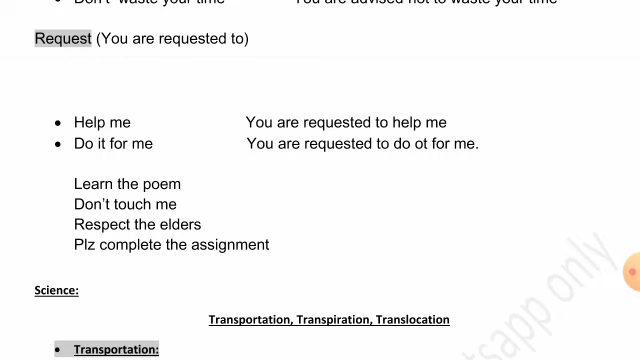 • Don't waste your time You are advised not to waste your time
Request (You are requested to)
• Help me You are requested to help me
• Do it for me You are requested to do ot for me.
Learn the poem
Don't touch me
Respect the elders
Plz complete the assignment
Science:
Transportation, Transpiration, Translocation
• Transportation:
tsapp only